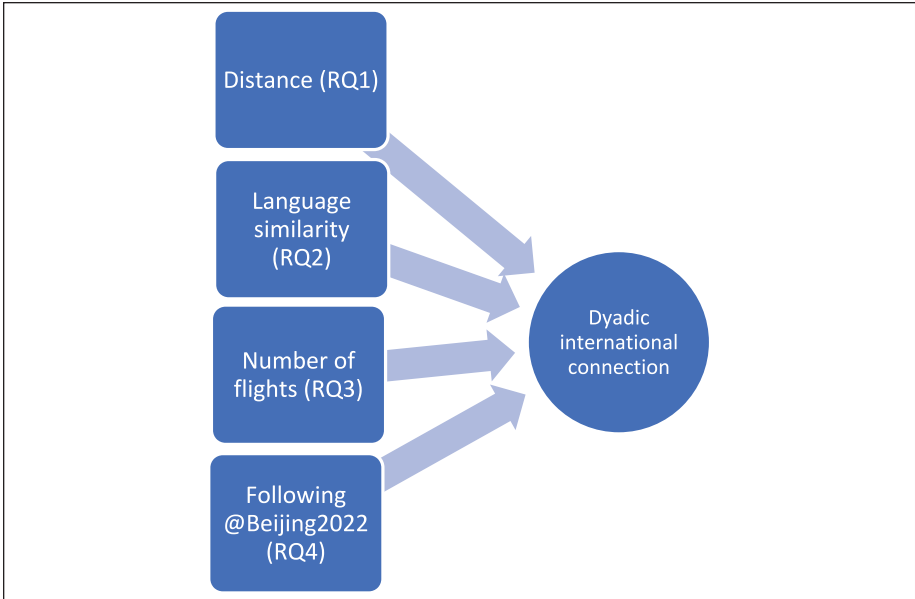 Distance (RQ1)
Language
similarity
(RQ2)
Number of
flights (RQ3)
Following
@Beijing2022
(RQ4)
Dyadic
international
connection